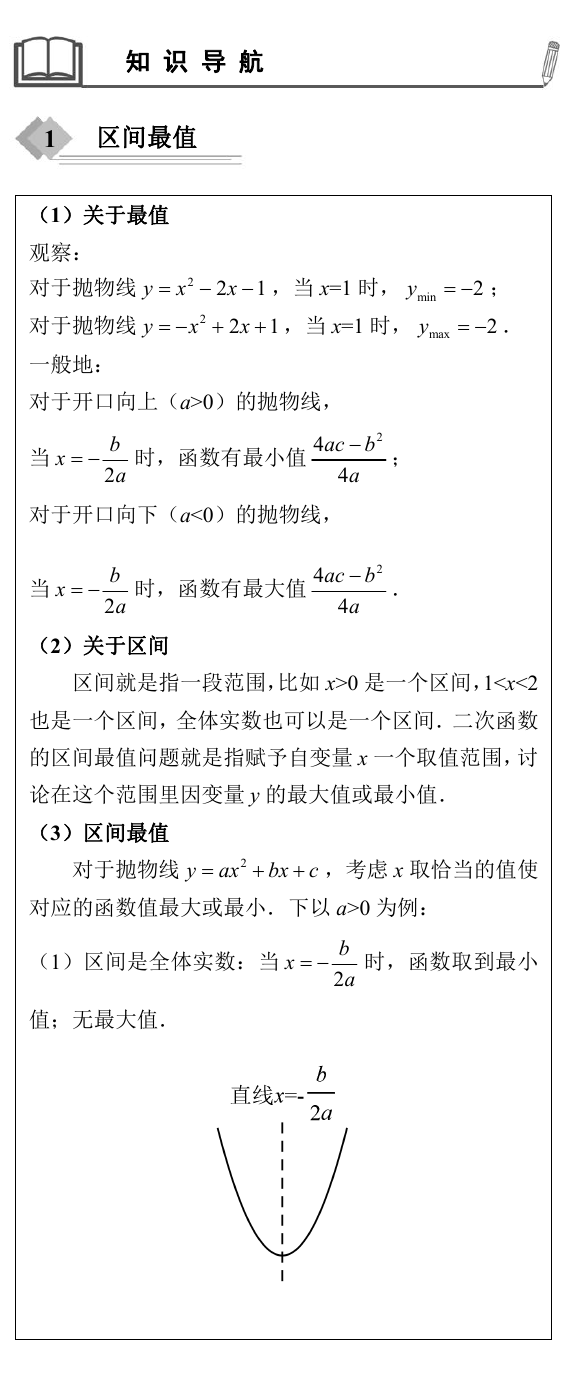 知识导航
1 区间最值
（1）关于最值
观察：
对于抛物线 y = x² − 2x − 1，当 x=1 时， y_min = −2；
对于抛物线 y = −x² + 2x + 1，当 x=1 时， y_max = −2．
一般地：
对于开口向上（a>0）的抛物线，
当 x = −b/2a 时，函数有最小值 (4ac − b²)/4a；
对于开口向下（a<0）的抛物线，
当 x = −b/2a 时，函数有最大值 (4ac − b²)/4a．
（2）关于区间
区间就是指一段范围，比如 x>0 是一个区间，1<x<2
也是一个区间，全体实数也可以是一个区间．二次函数
的区间最值问题就是指赋予自变量 x 一个取值范围，讨
论在这个范围里因变量 y 的最大值或最小值．
（3）区间最值
对于抛物线 y = ax² + bx + c，考虑 x 取恰当的值使
对应的函数值最大或最小．下以 a>0 为例：
（1）区间是全体实数：当 x = −b/2a 时，函数取到最小
值；无最大值．
直线x=-b/2a